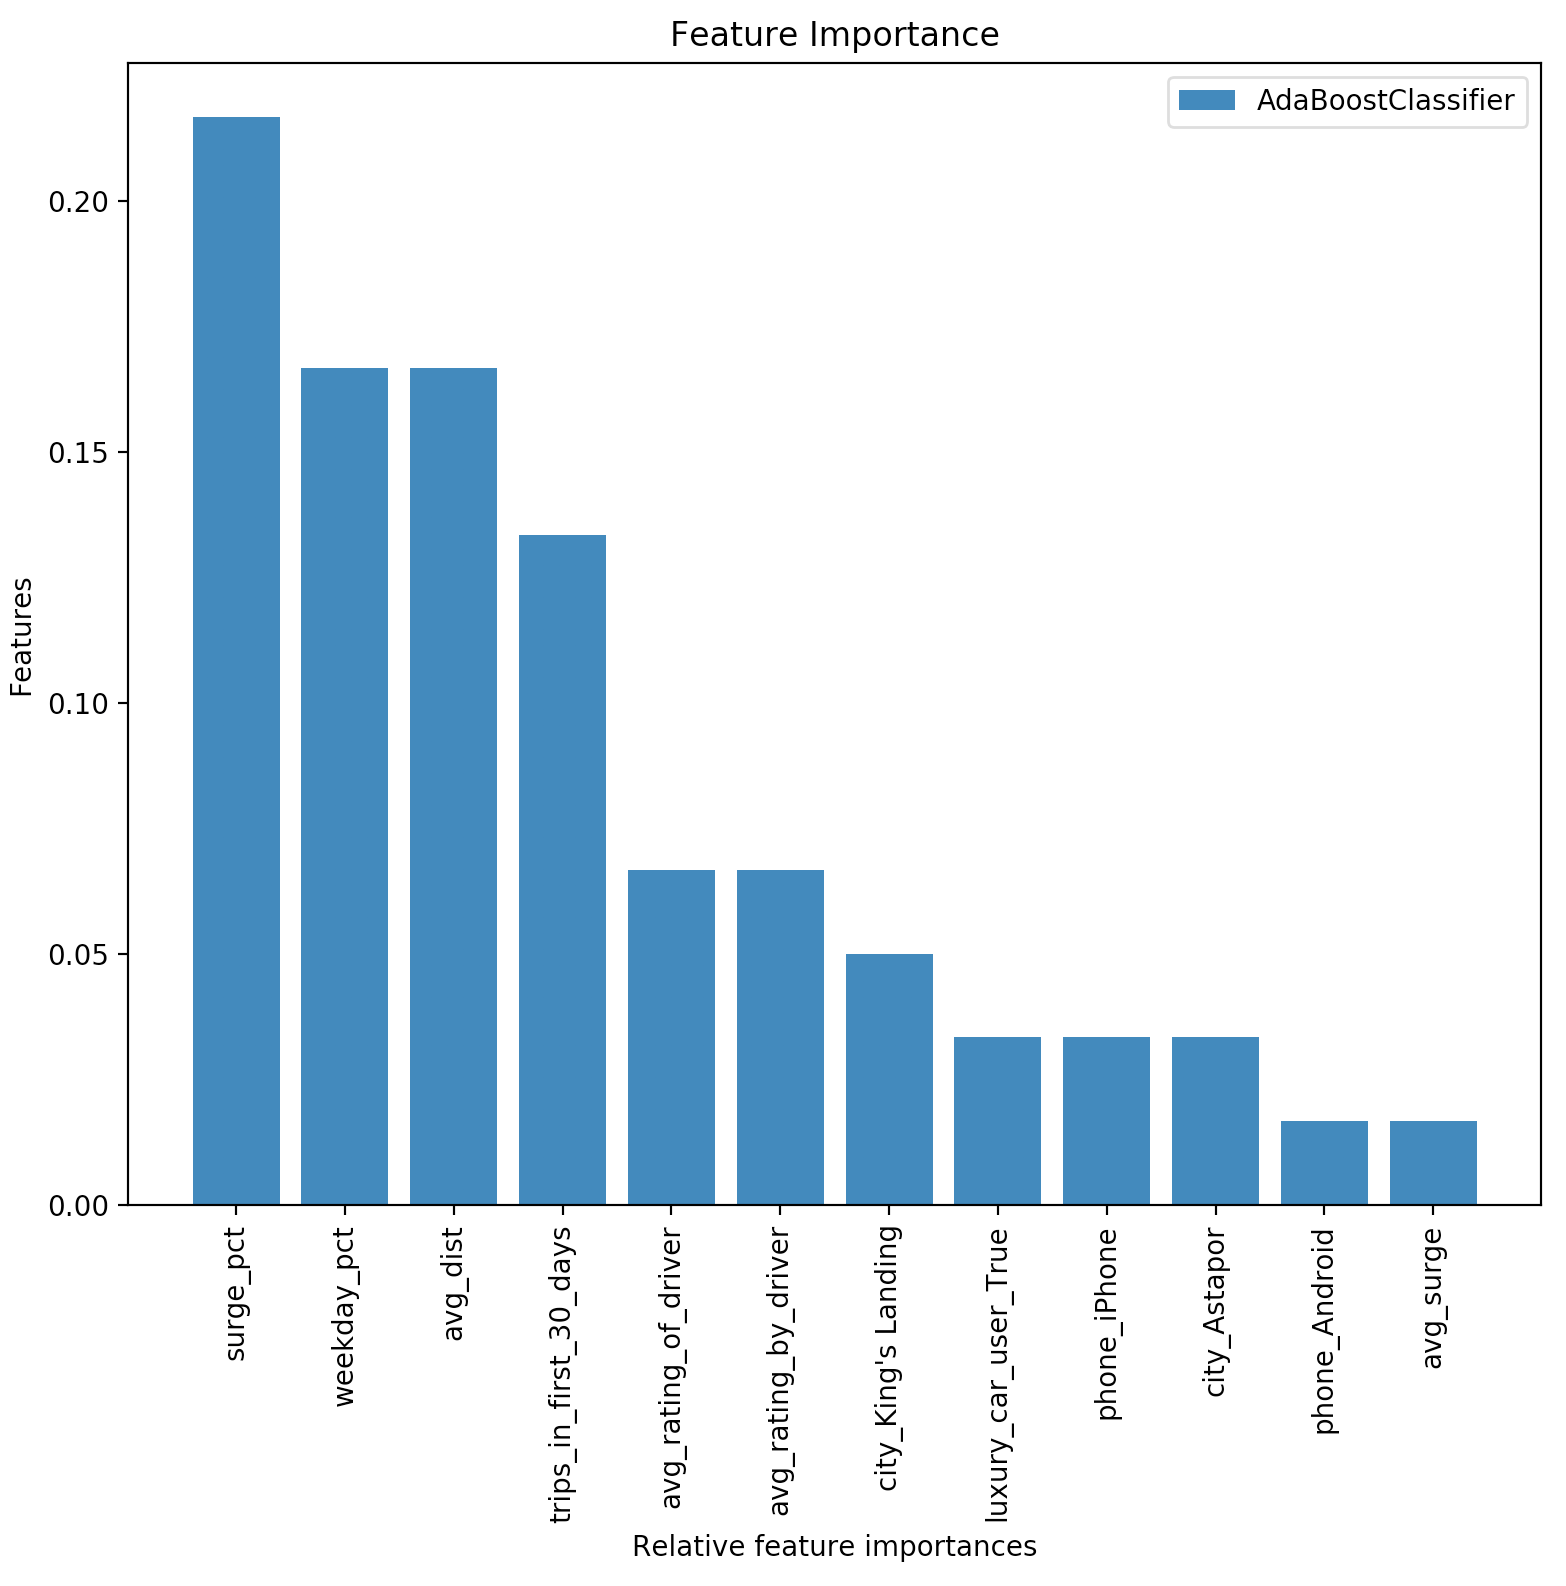 Feature Importance
AdaBoostClassifier
0.20
0.15
0.10
0.05
0.00
Features
surge_pct
weekday_pct
avg_dist
trips_in_first_30_days
avg_rating_of_driver
avg_rating_by_driver
city_King's Landing
luxury_car_user_True
phone_iPhone
city_Astapor
phone_Android
avg_surge
Relative feature importances